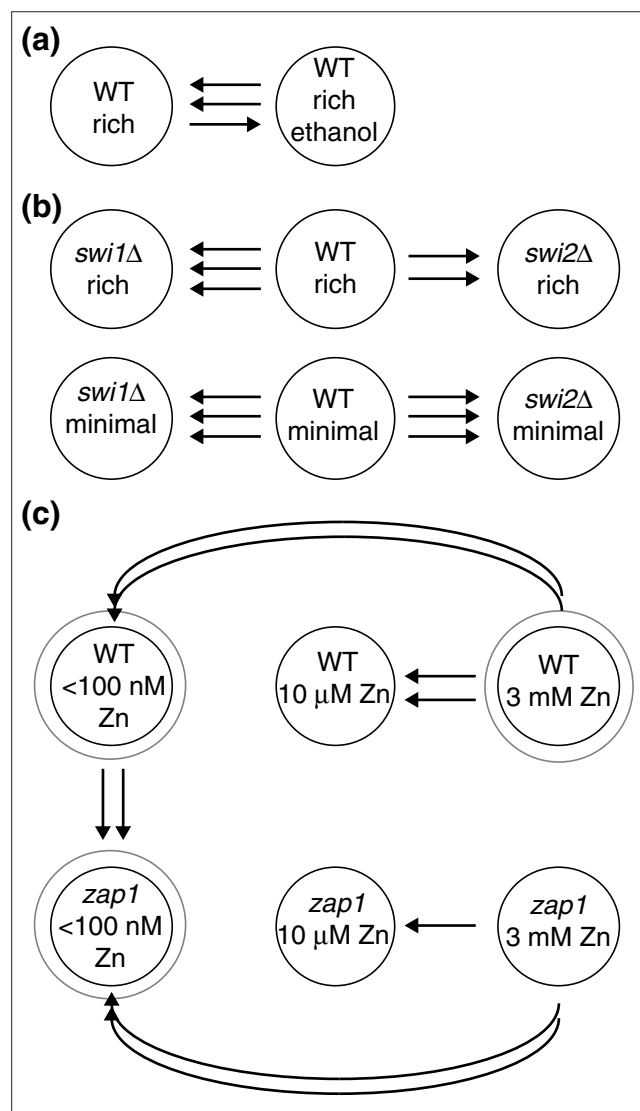 (a)
WT
rich
WT
rich
ethanol
(b)
swi1Δ
rich
WT
rich
swi2Δ
rich
swi1Δ
minimal
WT
minimal
swi2Δ
minimal
(c)
WT
<100 nM
Zn
WT
10 μM Zn
WT
3 mM Zn
zap1
<100 nM
Zn
zap1
10 μM Zn
zap1
3 mM Zn